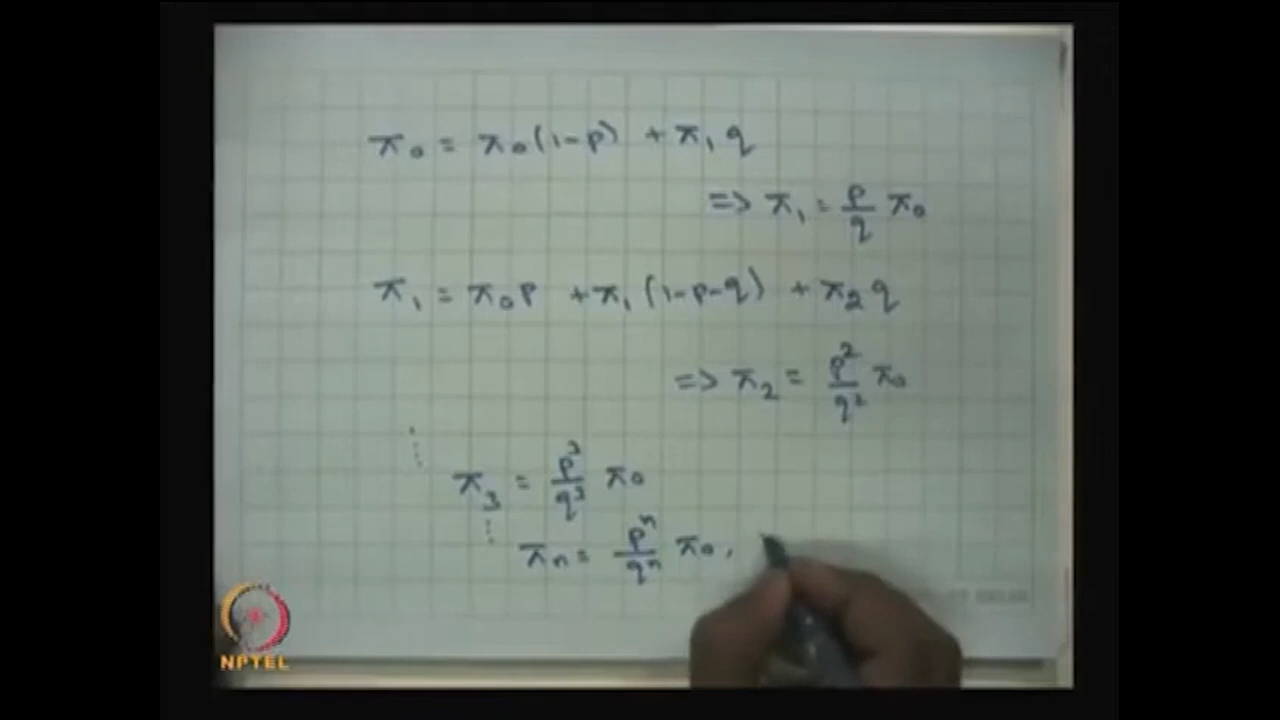 π₀ = π₀(1-p) + π₁q
=> π₁ = p/q π₀
π₁ = π₀p + π₁(1-p-q) + π₂q
=> π₂ = p²/q² π₀
π₃ = p³/q³ π₀
πₙ = pⁿ/qⁿ π₀,
NPTEL